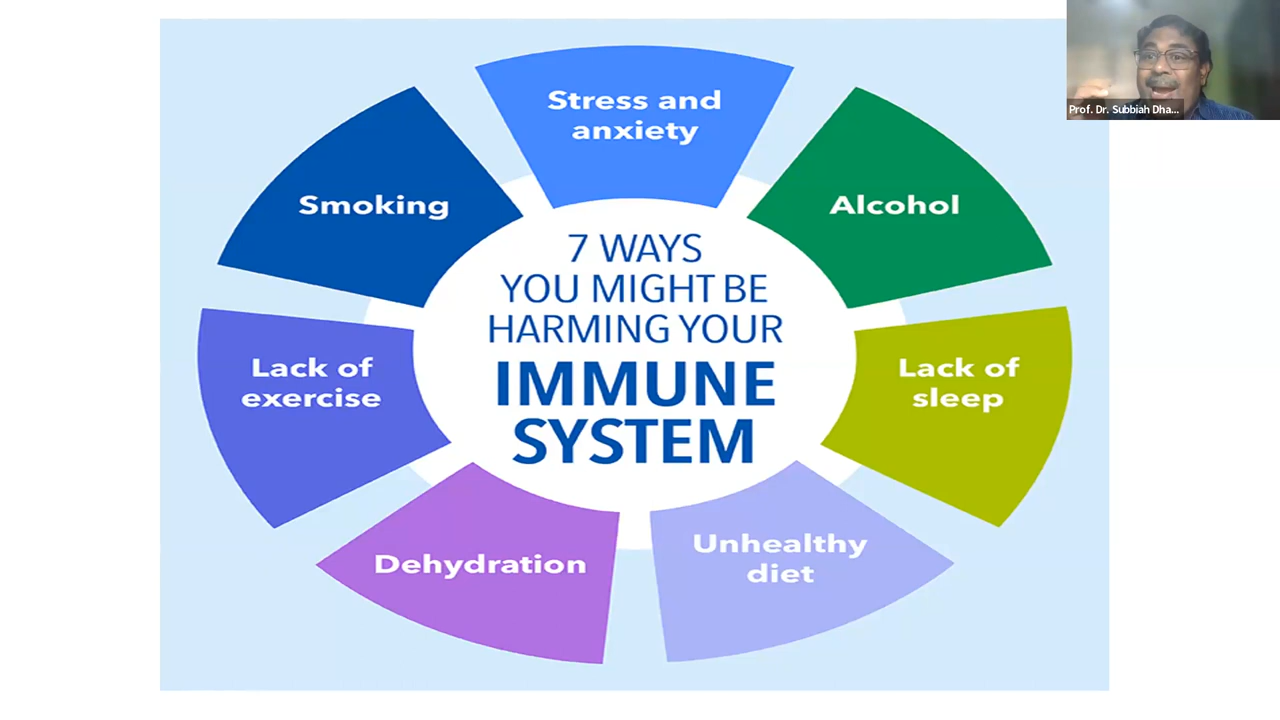 Prof. Dr. Subbiah Dha...
Stress and
anxiety
Alcohol
Lack of
sleep
Unhealthy
diet
Dehydration
Lack of
exercise
Smoking
7 WAYS
YOU MIGHT BE
HARMING YOUR
IMMUNE
SYSTEM